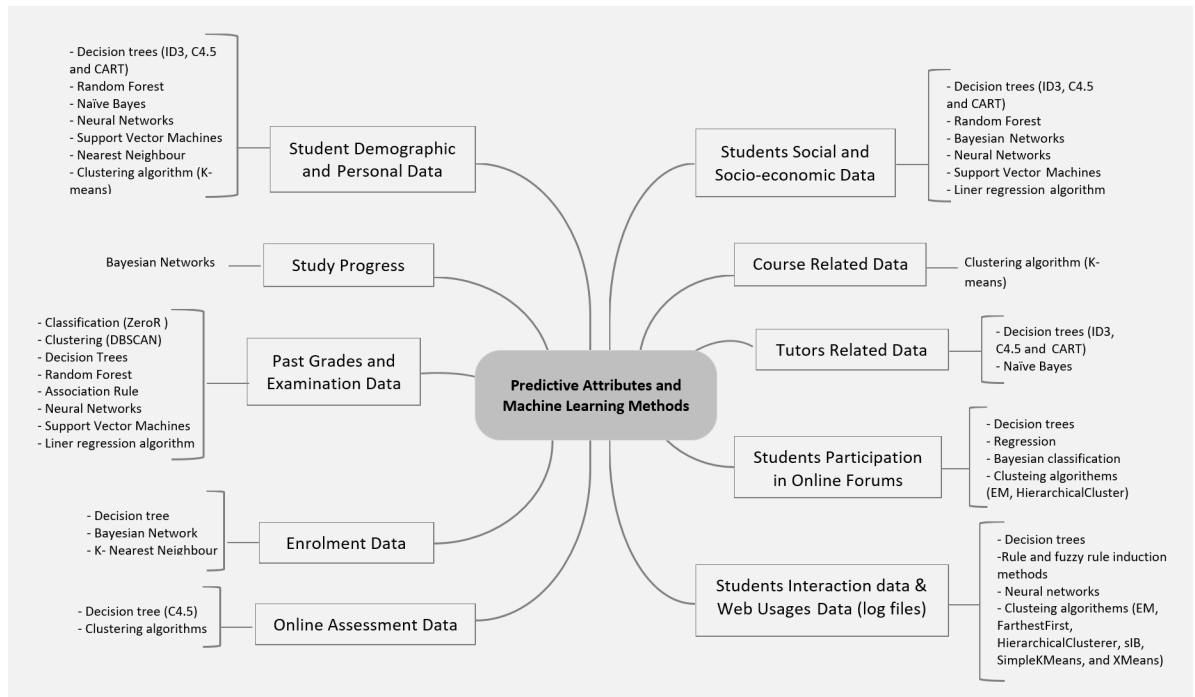 - Decision trees (ID3, C4.5
and CART)
- Random Forest
- Naïve Bayes
- Neural Networks
- Support Vector Machines
- Nearest Neighbour
- Clustering algorithm (K-
means)
Student Demographic
and Personal Data
Bayesian Networks
Study Progress
- Classification (ZeroR )
- Clustering (DBSCAN)
- Decision Trees
- Random Forest
- Association Rule
- Neural Networks
- Support Vector Machines
- Liner regression algorithm
Past Grades and
Examination Data
- Decision tree
- Bayesian Network
- K- Nearest Neighbour
Enrolment Data
- Decision tree (C4.5)
- Clustering algorithms
Online Assessment Data
Predictive Attributes and
Machine Learning Methods
Students Social and
Socio-economic Data
- Decision trees (ID3, C4.5
and CART)
- Random Forest
- Bayesian Networks
- Neural Networks
- Support Vector Machines
- Liner regression algorithm
Course Related Data
Clustering algorithm (K-
means)
Tutors Related Data
- Decision trees (ID3,
C4.5 and CART)
- Naïve Bayes
Students Participation
in Online Forums
- Decision trees
- Regression
- Bayesian classification
- Clusteing algorithems
(EM, HierarchicalCluster)
Students Interaction data &
Web Usages Data (log files)
- Decision trees
-Rule and fuzzy rule induction
methods
- Neural networks
- Clusteing algorithems (EM,
FarthestFirst,
HierarchicalClusterer, sIB,
SimpleKMeans, and XMeans)